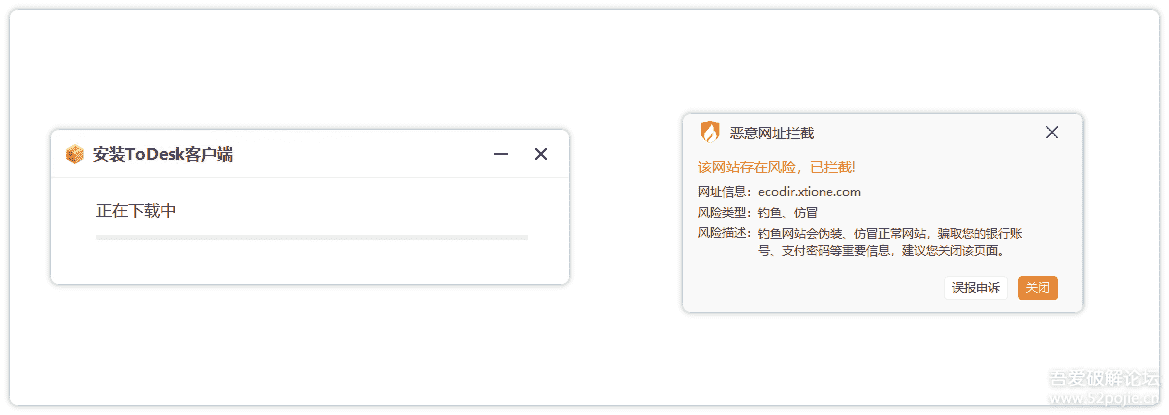 安装ToDesk客户端
正在下载中
恶意网址拦截
该网站存在风险，已拦截!
网址信息：ecodir.xtione.com
风险类型：钓鱼、仿冒
风险描述：钓鱼网站会伪装、仿冒正常网站，骗取您的银行账
号、支付密码等重要信息，建议您关闭该页面。
误报申诉 关闭
吾爱破解论坛
www.52pojie.cn